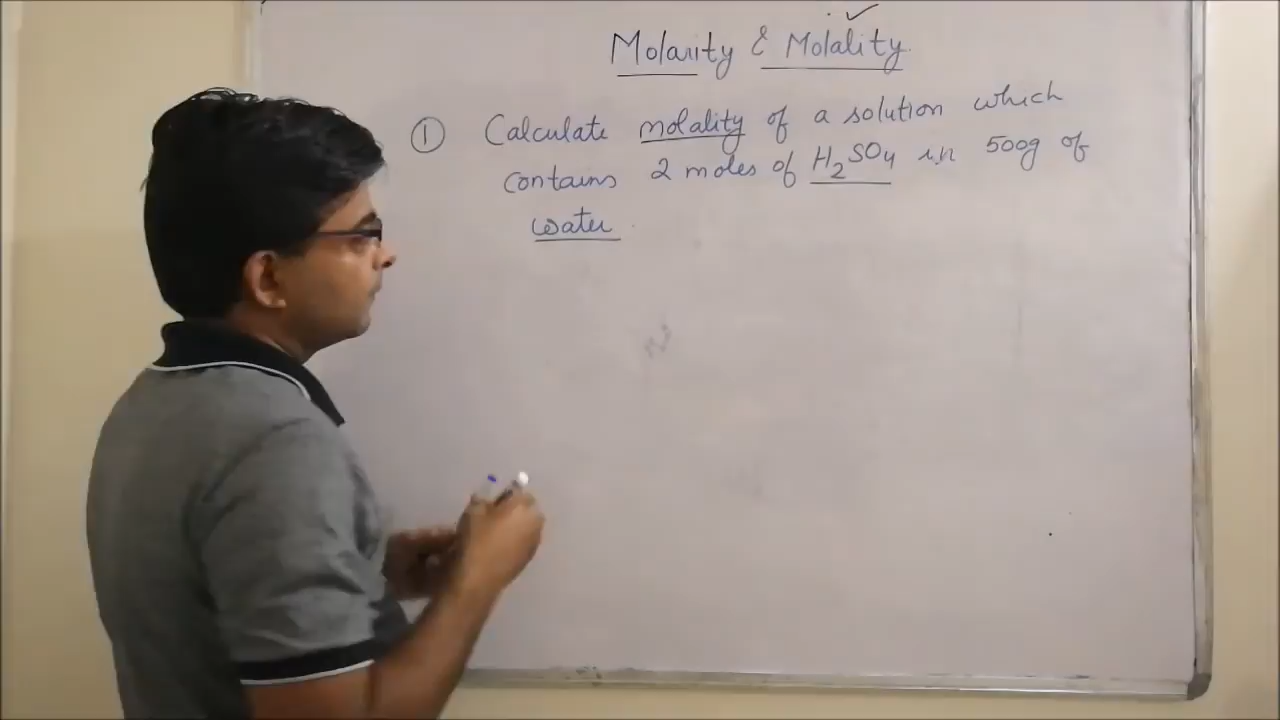 Molarity & Molality.
① Calculate molality of a solution which
contains 2 moles of H₂SO₄ in 500g of
water.